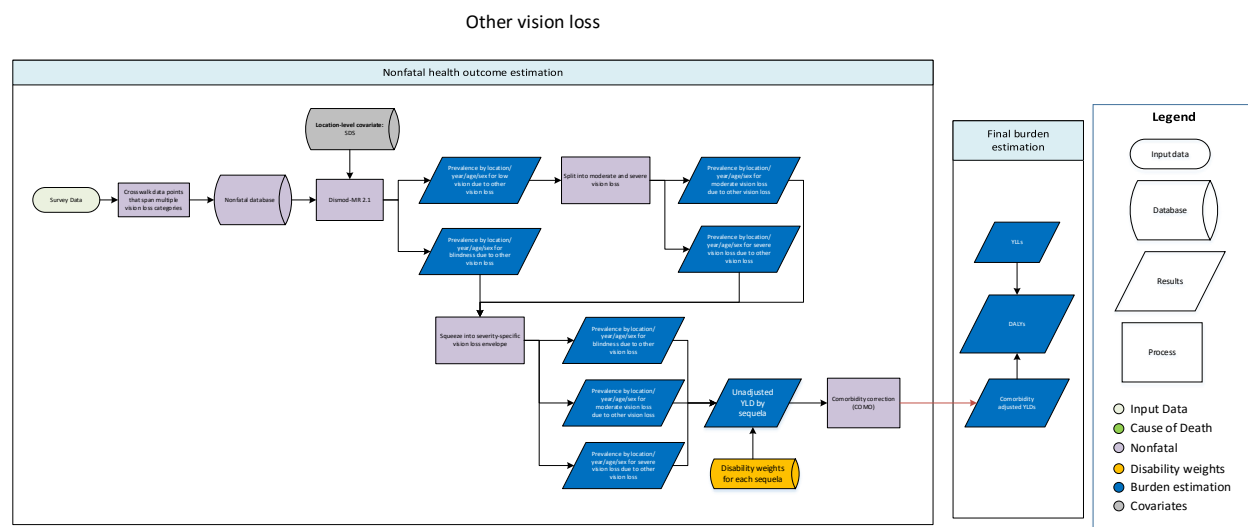 Other vision loss
Nonfatal health outcome estimation
Location-level covariate:
SDS
Survey Data
Crosswalk data points
that span multiple
vision loss categories
Nonfatal database
Dismod-MR 2.1
Prevalence by location/
year/age/sex for low
vision due to other
vision loss
Split into moderate and severe
vision loss
Prevalence by location/
year/age/sex for
moderate vision loss
due to other vision loss
Prevalence by location/
year/age/sex for
blindness due to other
vision loss
Prevalence by location/
year/age/sex for severe
vision loss due to other
vision loss
Squeeze into severity-specific
vision loss envelope
Prevalence by location/
year/age/sex for
blindness due to other
vision loss
Prevalence by location/
year/age/sex for
moderate vision loss
due to other vision loss
Prevalence by location/
year/age/sex for severe
vision loss due to other
vision loss
Unadjusted
YLD by
sequela
Disability weights
for each sequela
Comorbidity correction
(COMO)
Final burden
estimation
YLLs
DALYs
Comorbidity
adjusted YLDs
Legend
Input data
Database
Results
Process
Input Data
Cause of Death
Nonfatal
Disability weights
Burden estimation
Covariates